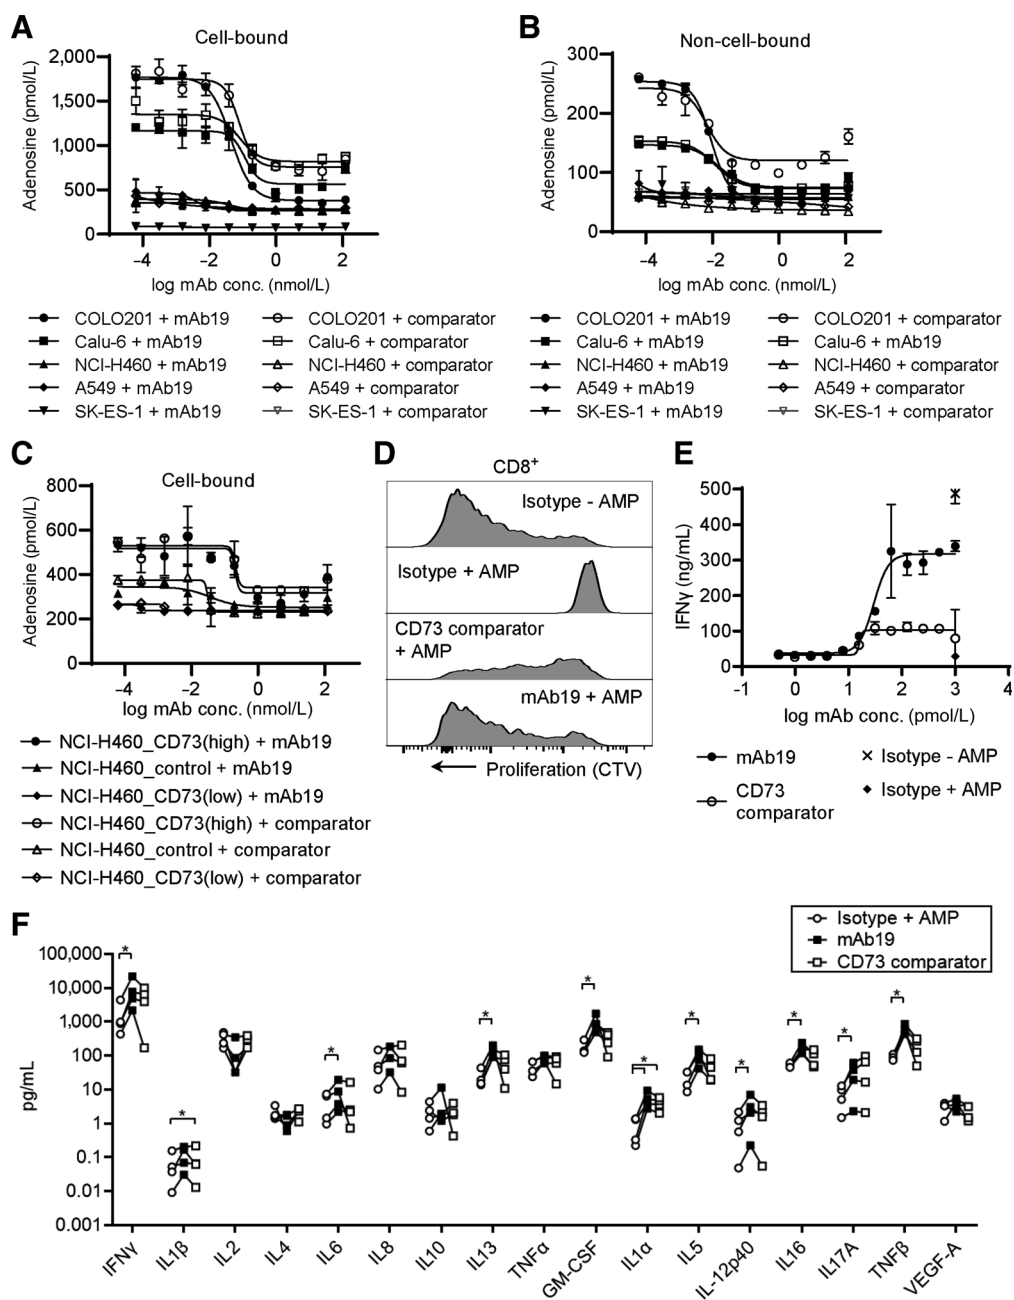 A
Cell-bound
Adenosine (pmol/L)
2,000
1,500
1,000
500
0
−4 −2 0 2
log mAb conc. (nmol/L)
COLO201 + mAb19
Calu-6 + mAb19
NCI-H460 + mAb19
A549 + mAb19
SK-ES-1 + mAb19
COLO201 + comparator
Calu-6 + comparator
NCI-H460 + comparator
A549 + comparator
SK-ES-1 + comparator
B
Non-cell-bound
Adenosine (pmol/L)
300
200
100
0
−4 −2 0 2
log mAb conc. (nmol/L)
COLO201 + mAb19
Calu-6 + mAb19
NCI-H460 + mAb19
A549 + mAb19
SK-ES-1 + mAb19
COLO201 + comparator
Calu-6 + mAb19
NCI-H460 + comparator
A549 + comparator
SK-ES-1 + comparator
C
Cell-bound
Adenosine (pmol/L)
800
600
400
200
0
−4 −2 0 2
log mAb conc. (nmol/L)
NCI-H460_CD73(high) + mAb19
NCI-H460_control + mAb19
NCI-H460_CD73(low) + mAb19
NCI-H460_CD73(high) + comparator
NCI-H460_control + comparator
NCI-H460_CD73(low) + comparator
D
CD8+
Isotype - AMP
Isotype + AMP
CD73 comparator
+ AMP
mAb19 + AMP
Proliferation (CTV)
E
IFNγ (ng/mL)
500
400
300
200
100
0
-1 0 1 2 3 4
log mAb conc. (pmol/L)
mAb19
CD73
comparator
Isotype - AMP
Isotype + AMP
F
Isotype + AMP
mAb19
CD73 comparator
pg/mL
100,000
10,000
1,000
100
10
1
0.1
0.01
0.001
* * * * * * * * * * *
IFNγ IL1β IL2 IL4 IL6 IL8 IL10 IL13 TNFα GM-CSF IL1α IL5 IL-12p40 IL16 IL17A TNFβ VEGF-A